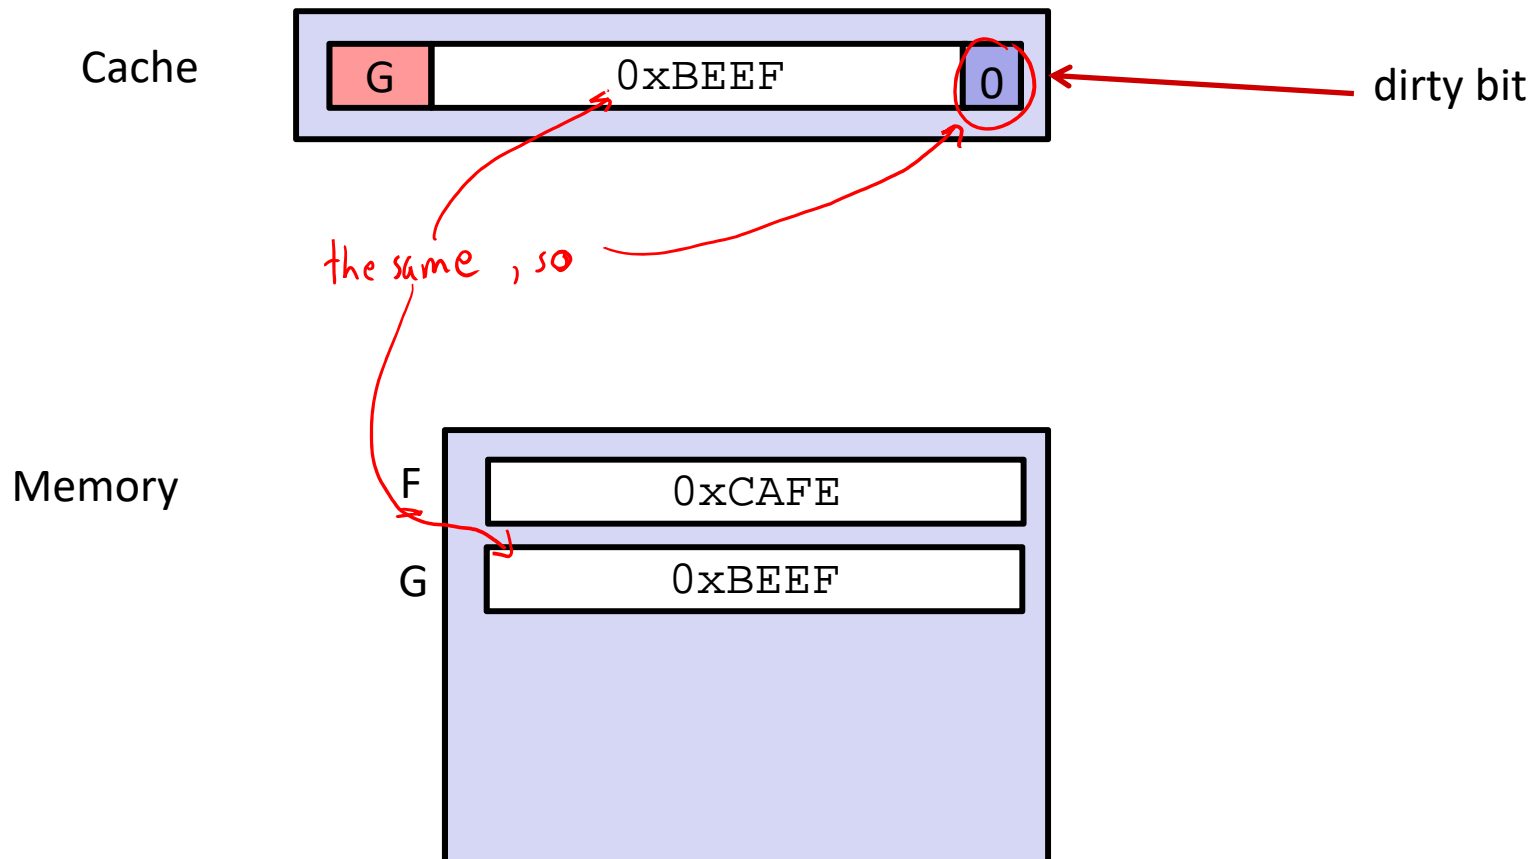 Cache
G 0xBEEF 0
dirty bit
the same, so
Memory
F 0xCAFE
G 0xBEEF